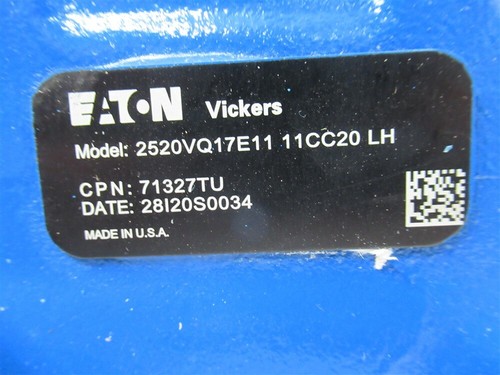 EATON Vickers
Model: 2520VQ17E11 11CC20 LH
CPN: 71327TU
DATE: 28I20S0034
MADE IN U.S.A.